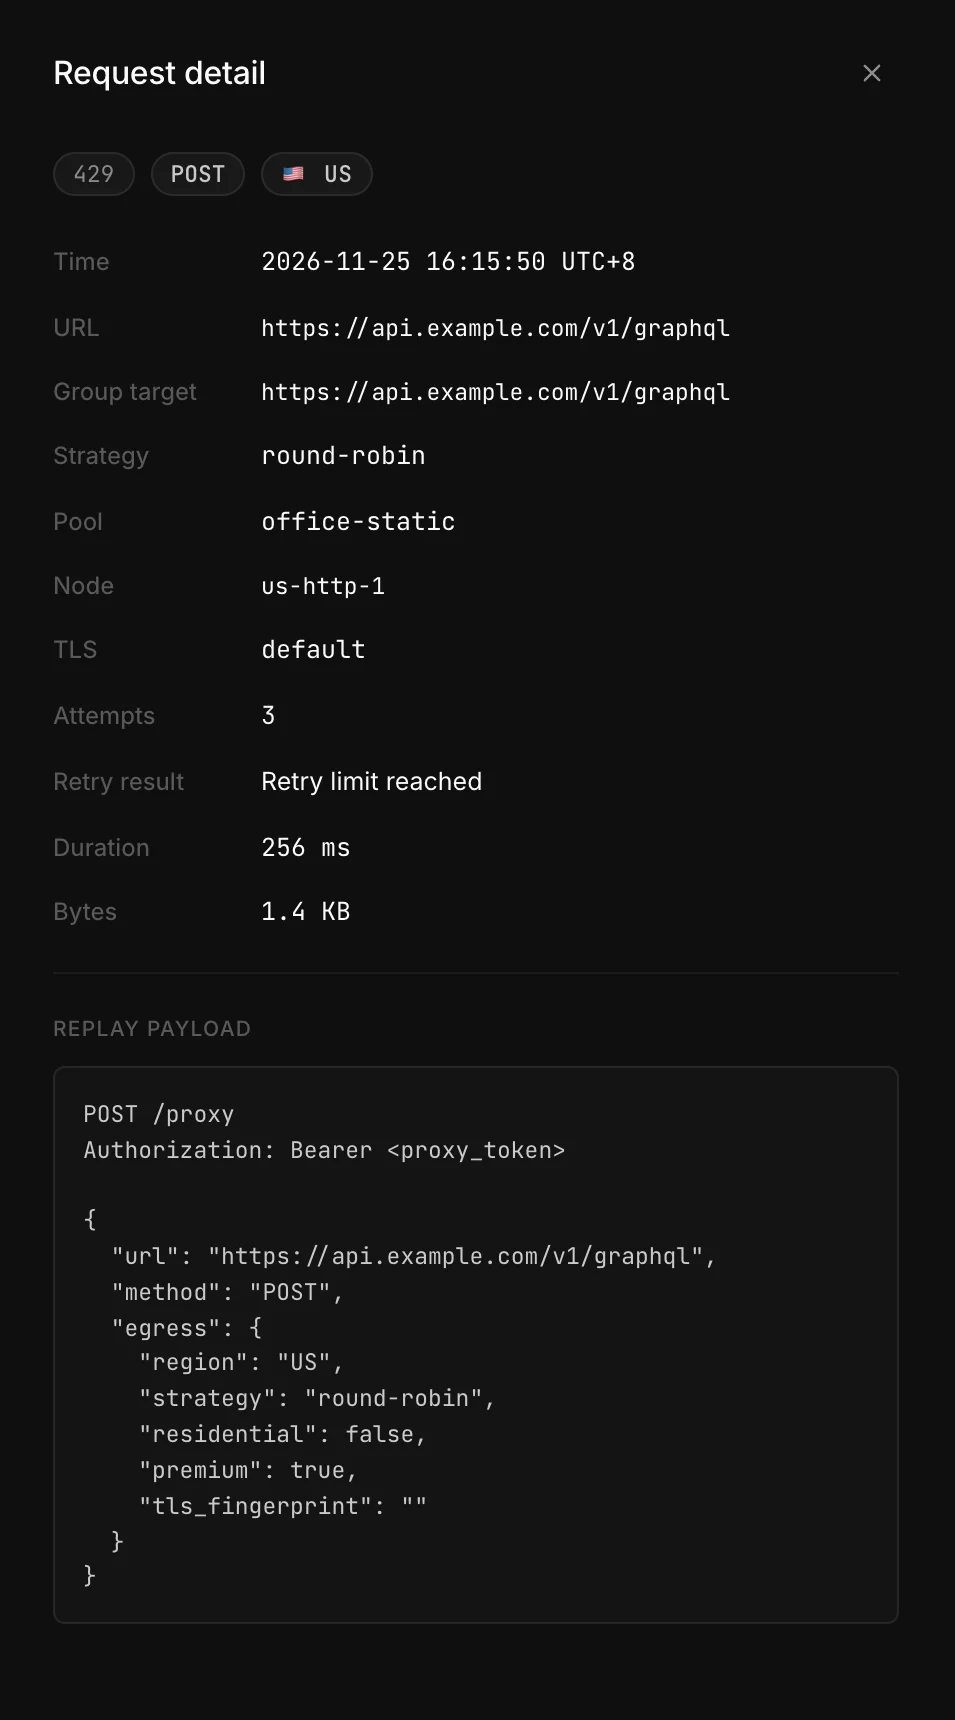 Request detail
429 POST US
Time 2026-11-25 16:15:50 UTC+8
URL https://api.example.com/v1/graphql
Group target https://api.example.com/v1/graphql
Strategy round-robin
Pool office-static
Node us-http-1
TLS default
Attempts 3
Retry result Retry limit reached
Duration 256 ms
Bytes 1.4 KB
REPLAY PAYLOAD
POST /proxy
Authorization: Bearer <proxy_token>
{
  "url": "https://api.example.com/v1/graphql",
  "method": "POST",
  "egress": {
    "region": "US",
    "strategy": "round-robin",
    "residential": false,
    "premium": true,
    "tls_fingerprint": ""
  }
}